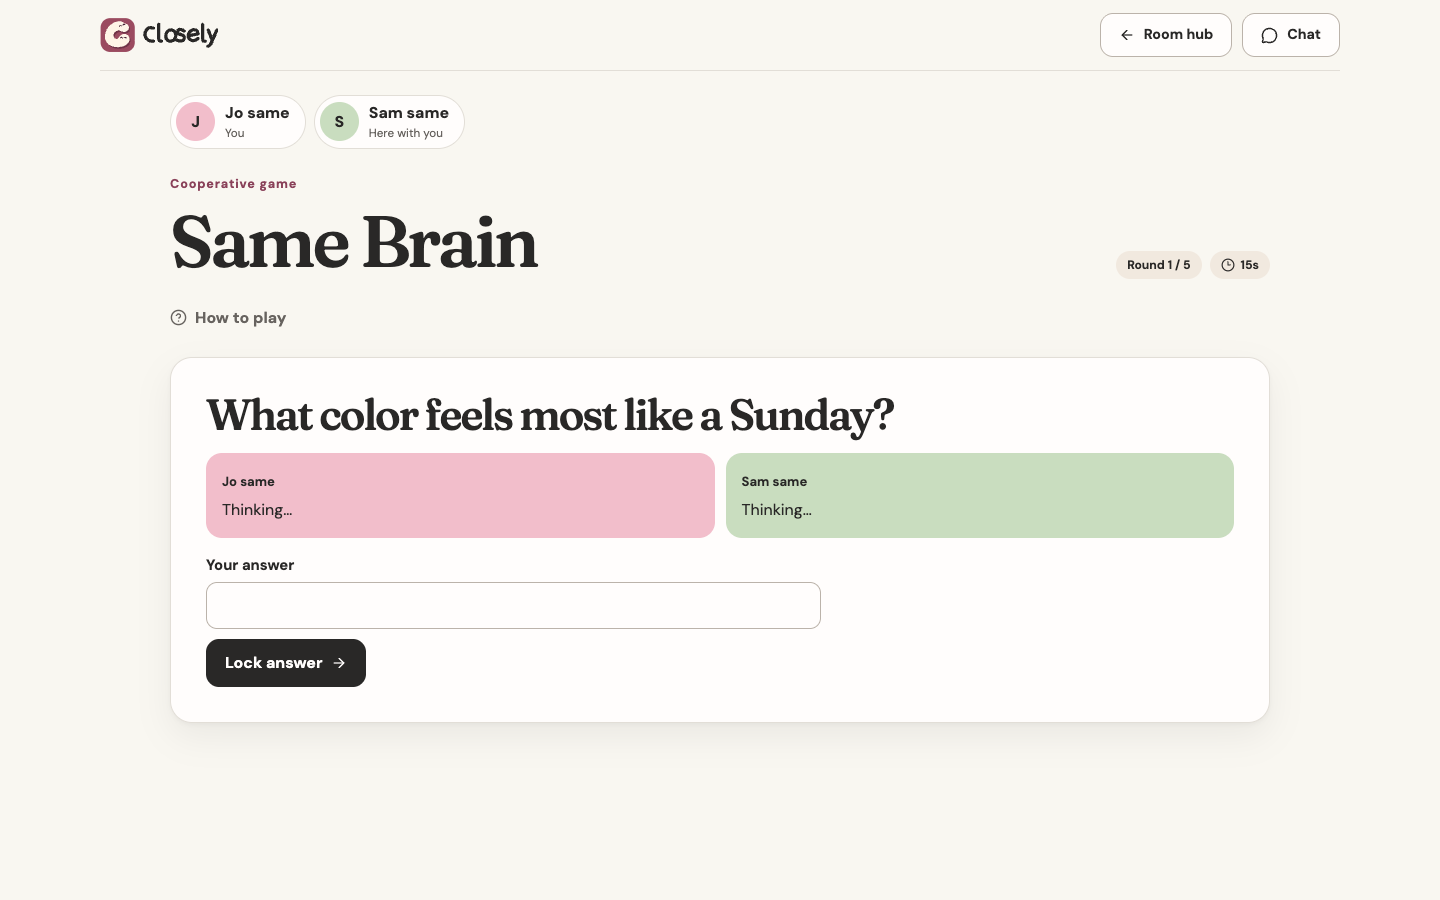 Closely
Room hub
Chat
J
Jo same
You
S
Sam same
Here with you
Cooperative game
Same Brain
Round 1 / 5
15s
How to play
What color feels most like a Sunday?
Jo same
Thinking...
Sam same
Thinking...
Your answer
Lock answer